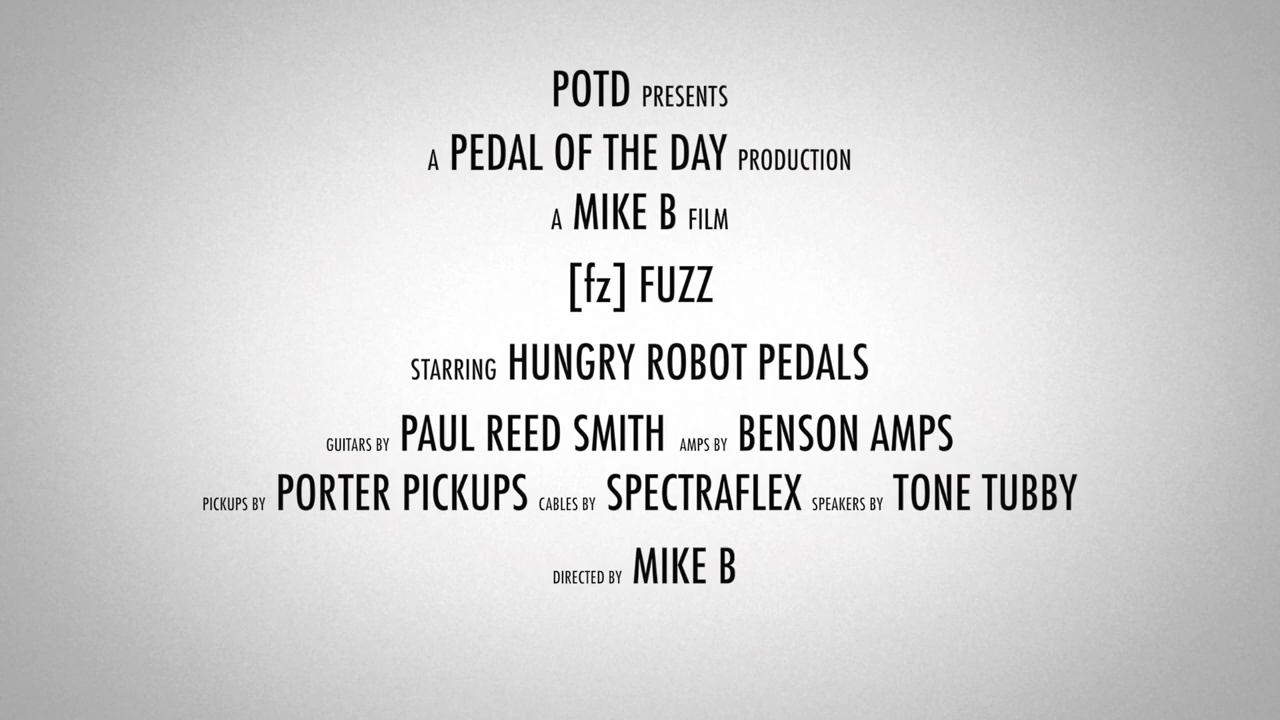 POTD PRESENTS
A PEDAL OF THE DAY PRODUCTION
A MIKE B FILM
[fz] FUZZ
STARRING HUNGRY ROBOT PEDALS
GUITARS BY PAUL REED SMITH AMPS BY BENSON AMPS
PICKUPS BY PORTER PICKUPS CABLES BY SPECTRAFLEX SPEAKERS BY TONE TUBBY
DIRECTED BY MIKE B